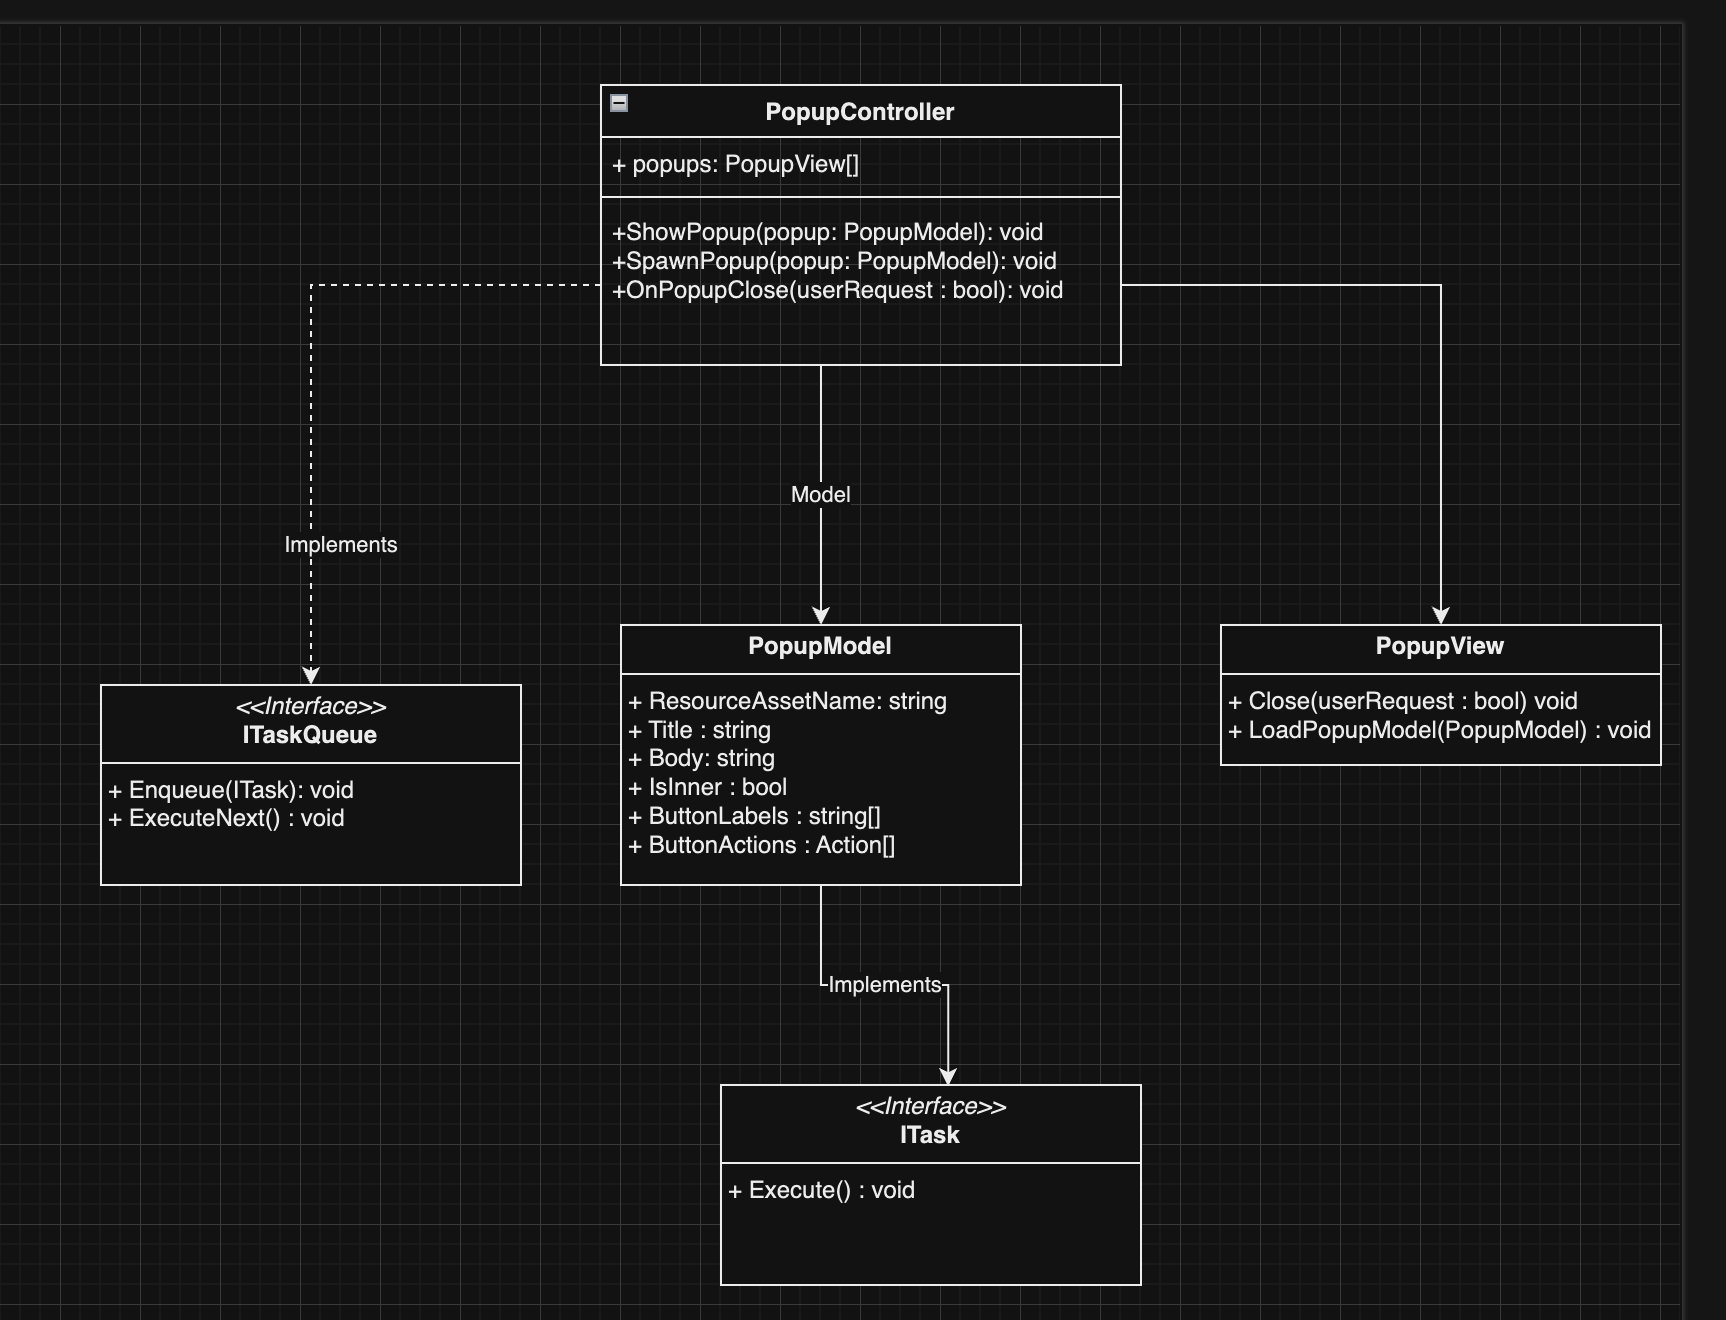 PopupController
+ popups: PopupView[]
+ShowPopup(popup: PopupModel): void
+SpawnPopup(popup: PopupModel): void
+OnPopupClose(userRequest : bool): void
Model
Implements
PopupModel
+ ResourceAssetName: string
+ Title : string
+ Body: string
+ IsInner : bool
+ ButtonLabels : string[]
+ ButtonActions : Action[]
PopupView
+ Close(userRequest : bool) void
+ LoadPopupModel(PopupModel) : void
<<Interface>>
ITaskQueue
+ Enqueue(ITask): void
+ ExecuteNext() : void
Implements
<<Interface>>
ITask
+ Execute() : void